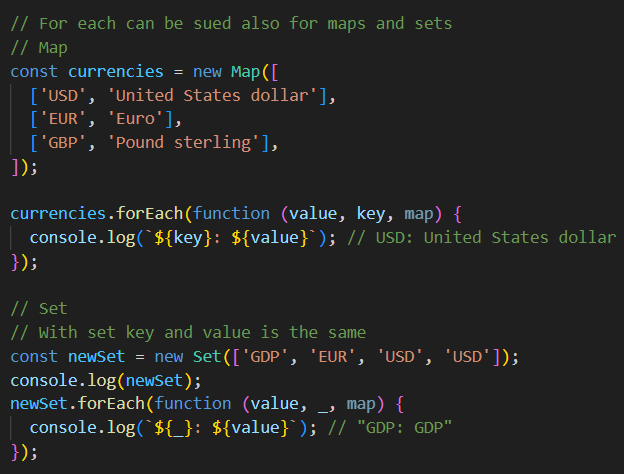 // For each can be sued also for maps and sets
// Map
const currencies = new Map([
  ['USD', 'United States dollar'],
  ['EUR', 'Euro'],
  ['GBP', 'Pound sterling'],
]);

currencies.forEach(function (value, key, map) {
  console.log(`${key}: ${value}`); // USD: United States dollar
});

// Set
// With set key and value is the same
const newSet = new Set(['GDP', 'EUR', 'USD', 'USD']);
console.log(newSet);
newSet.forEach(function (value, _, map) {
  console.log(`${_}: ${value}`); // "GDP: GDP"
});